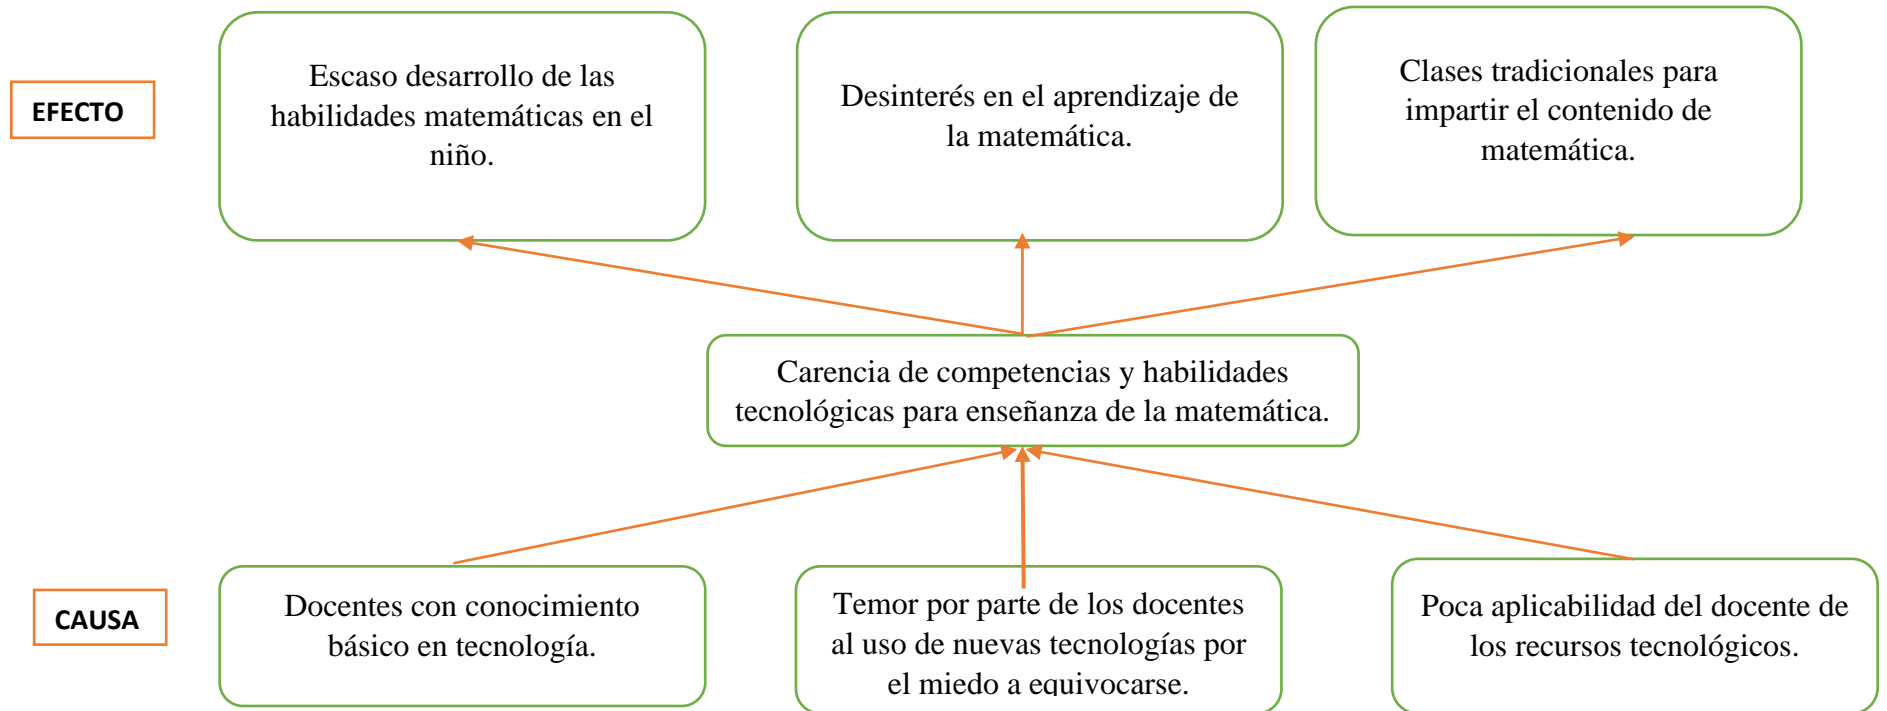 EFECTO
Escaso desarrollo de las
habilidades matemáticas en el
niño.
Desinterés en el aprendizaje de
la matemática.
Clases tradicionales para
impartir el contenido de
matemática.
Carencia de competencias y habilidades
tecnológicas para enseñanza de la matemática.
CAUSA
Docentes con conocimiento
básico en tecnología.
Temor por parte de los docentes
al uso de nuevas tecnologías por
el miedo a equivocarse.
Poca aplicabilidad del docente de
los recursos tecnológicos.